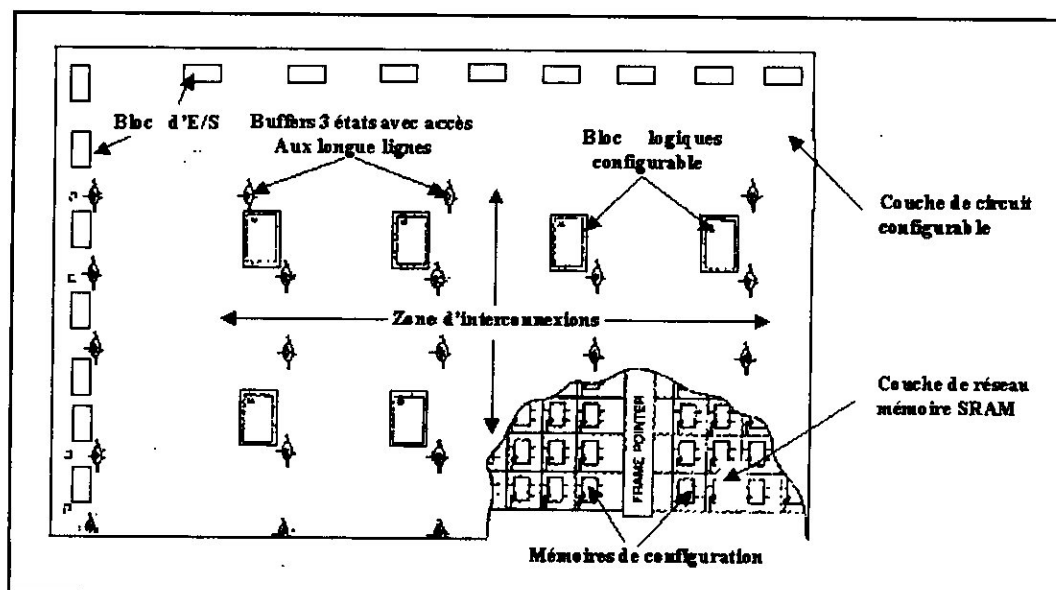 Bloc d'E/S
Buffers 3 états avec accès
Aux longue lignes
Bloc logiques
configurable
Couche de circuit
configurable
Zone d'interconnexions
Couche de réseau
mémoire SRAM
FRAME POINTER
Mémoires de configuration